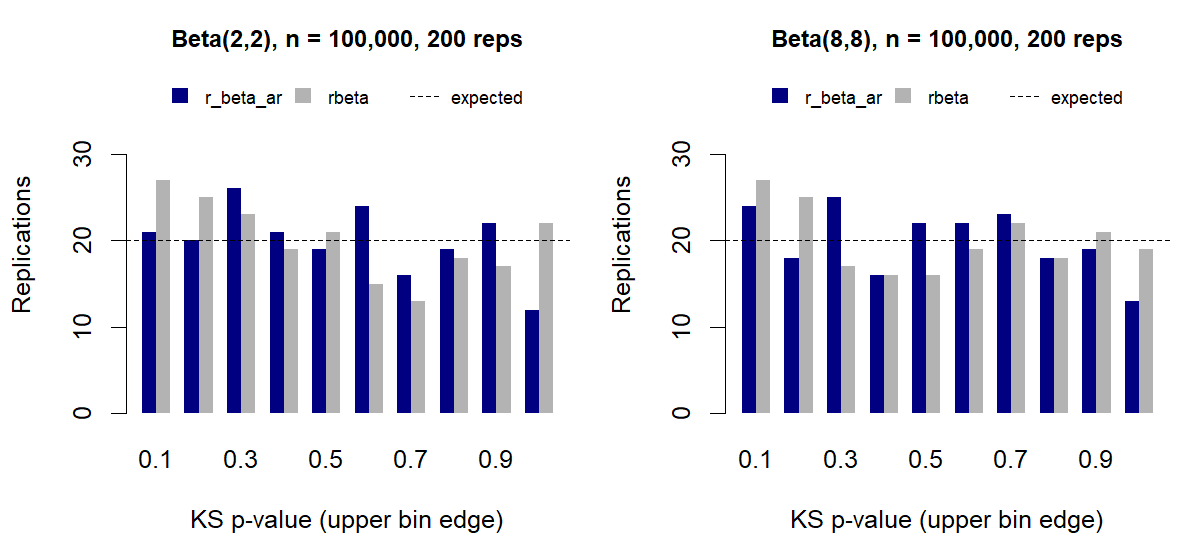 Beta(2,2), n = 100,000, 200 reps
r_beta_ar rbeta expected
Replications
30
20
10
0
0.1 0.3 0.5 0.7 0.9
KS p-value (upper bin edge)
Beta(8,8), n = 100,000, 200 reps
r_beta_ar rbeta expected
Replications
30
20
10
0
0.1 0.3 0.5 0.7 0.9
KS p-value (upper bin edge)